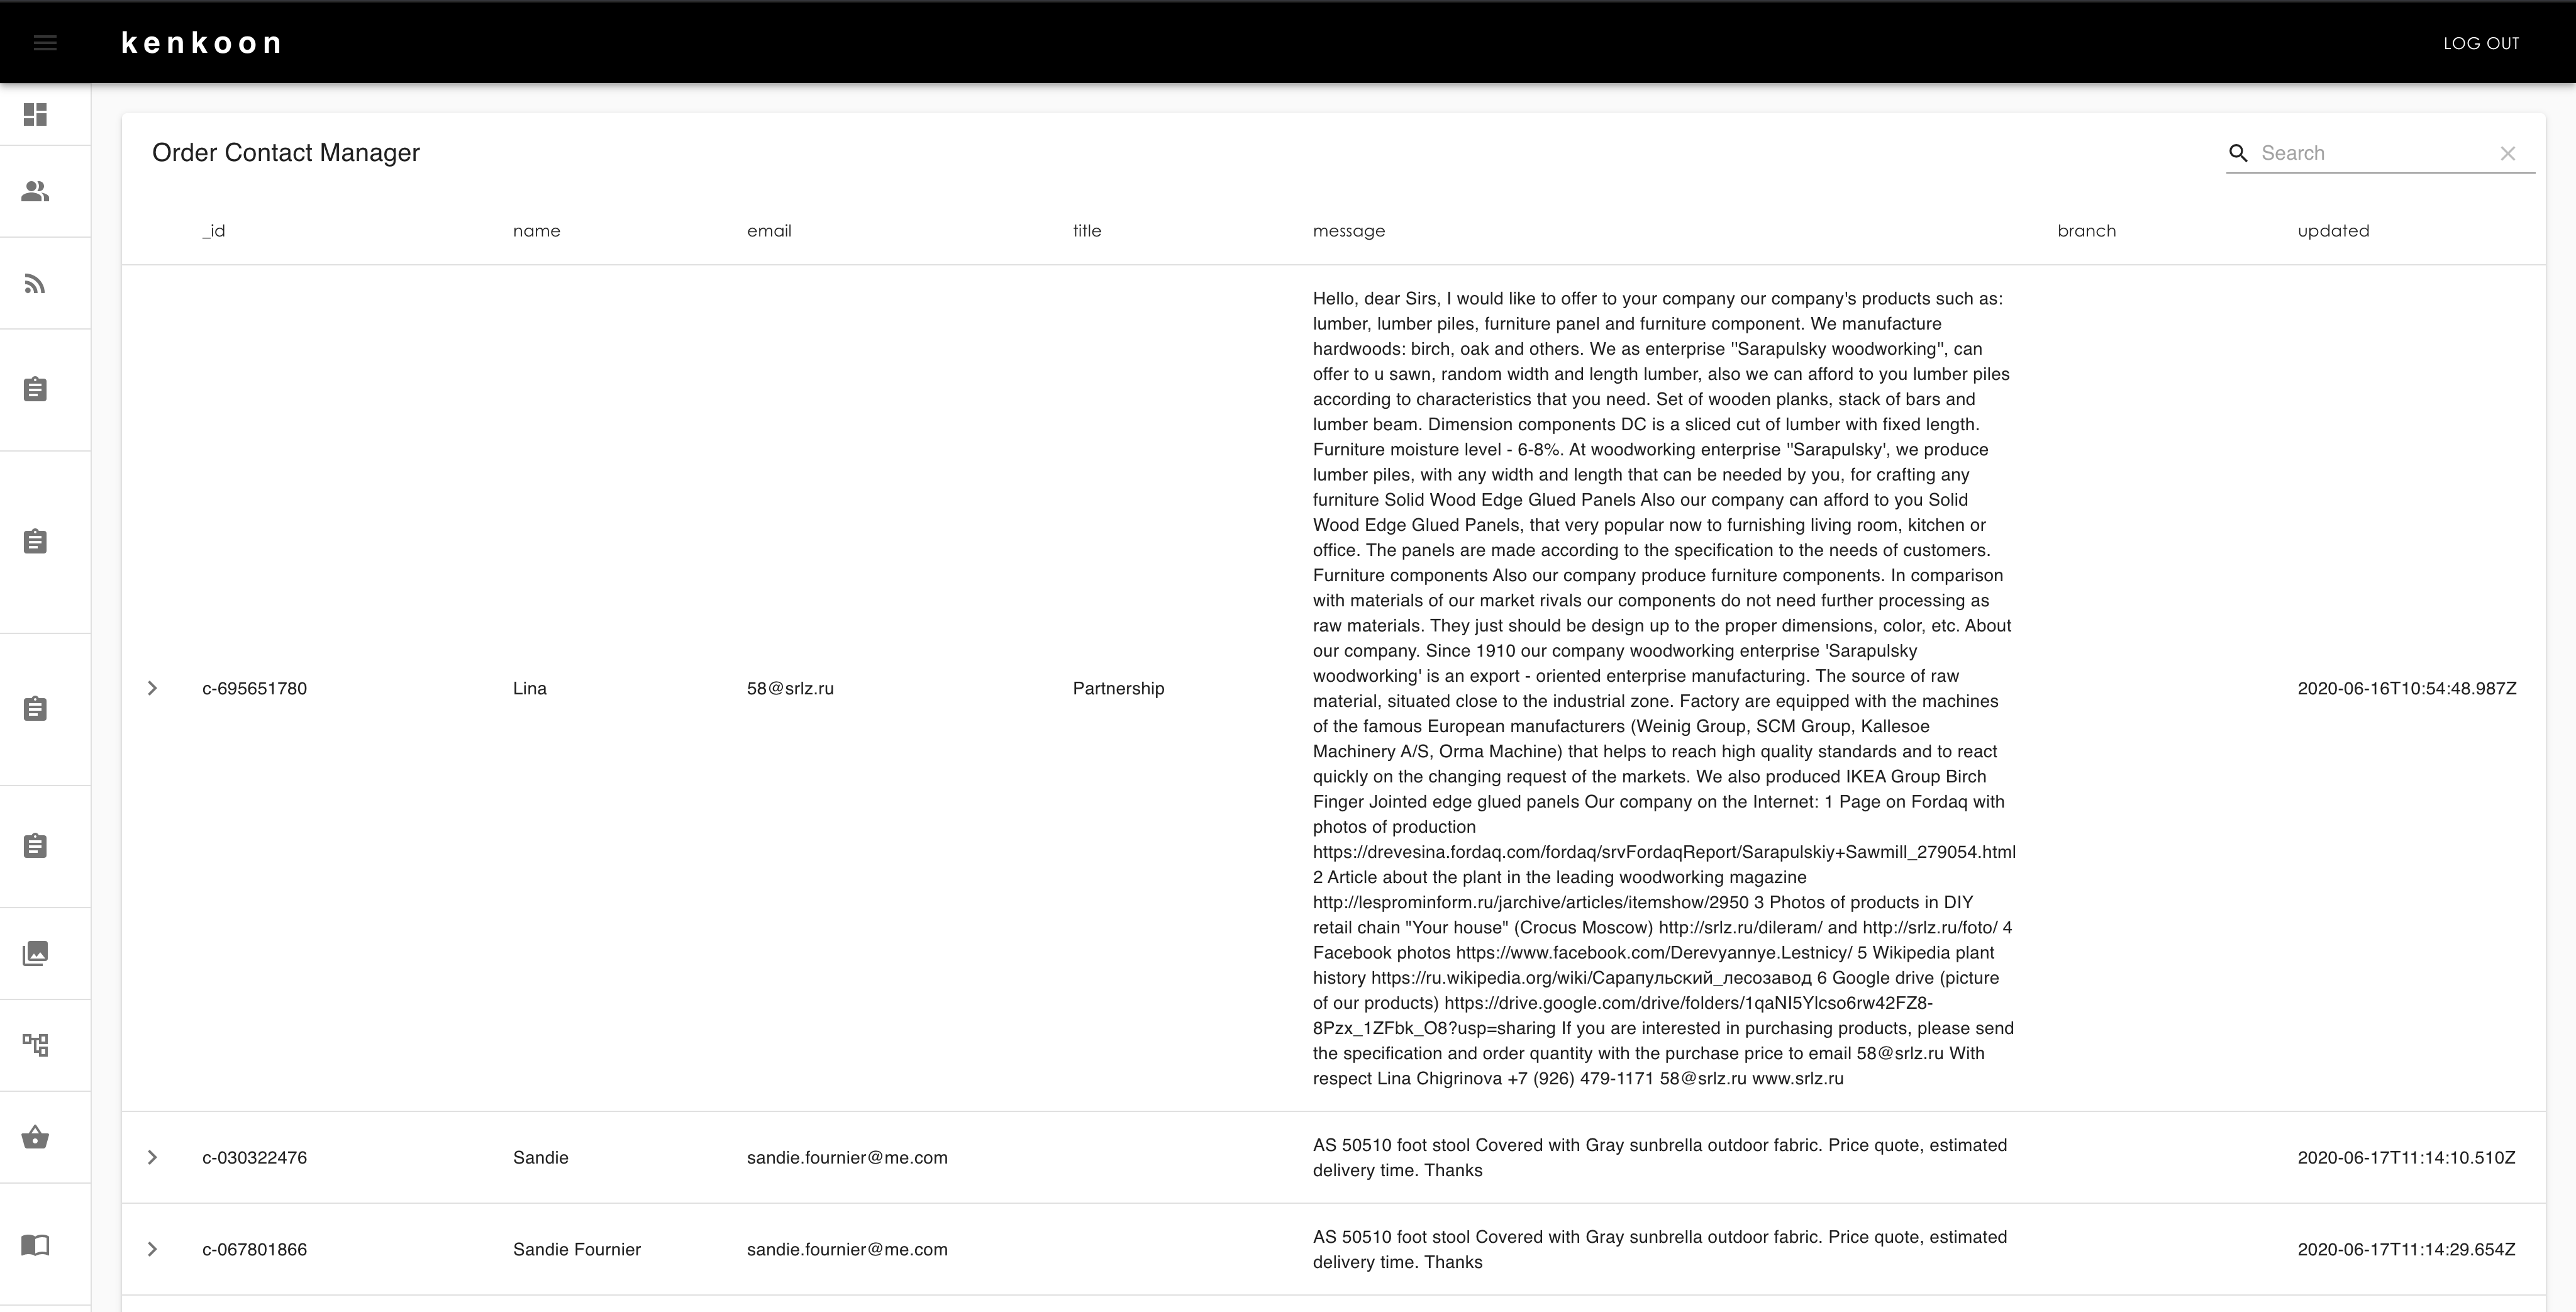 kenkoon
LOG OUT
Order Contact Manager
Search
_id name email title message branch updated
Hello, dear Sirs, I would like to offer to your company our company's products such as:
lumber, lumber piles, furniture panel and furniture component. We manufacture
hardwoods: birch, oak and others. We as enterprise ''Sarapulsky woodworking'', can
offer to u sawn, random width and length lumber, also we can afford to you lumber piles
according to characteristics that you need. Set of wooden planks, stack of bars and
lumber beam. Dimension components DC is a sliced cut of lumber with fixed length.
Furniture moisture level - 6-8%. At woodworking enterprise ''Sarapulsky', we produce
lumber piles, with any width and length that can be needed by you, for crafting any
furniture Solid Wood Edge Glued Panels Also our company can afford to you Solid
Wood Edge Glued Panels, that very popular now to furnishing living room, kitchen or
office. The panels are made according to the specification to the needs of customers.
Furniture components Also our company produce furniture components. In comparison
with materials of our market rivals our components do not need further processing as
raw materials. They just should be design up to the proper dimensions, color, etc. About
our company. Since 1910 our company woodworking enterprise 'Sarapulsky
woodworking' is an export - oriented enterprise manufacturing. The source of raw
c-695651780 Lina 58@srlz.ru Partnership 2020-06-16T10:54:48.987Z
material, situated close to the industrial zone. Factory are equipped with the machines
of the famous European manufacturers (Weinig Group, SCM Group, Kallesoe
Machinery A/S, Orma Machine) that helps to reach high quality standards and to react
quickly on the changing request of the markets. We also produced IKEA Group Birch
Finger Jointed edge glued panels Our company on the Internet: 1 Page on Fordaq with
photos of production
https://drevesina.fordaq.com/fordaq/srvFordaqReport/Sarapulskiy+Sawmill_279054.html
2 Article about the plant in the leading woodworking magazine
http://lesprominform.ru/jarchive/articles/itemshow/2950 3 Photos of products in DIY
retail chain "Your house" (Crocus Moscow) http://srlz.ru/dileram/ and http://srlz.ru/foto/ 4
Facebook photos https://www.facebook.com/Derevyannye.Lestnicy/ 5 Wikipedia plant
history https://ru.wikipedia.org/wiki/Сарапульский_лесозавод 6 Google drive (picture
of our products) https://drive.google.com/drive/folders/1qaNI5Ylcso6rw42FZ8-
8Pzx_1ZFbk_O8?usp=sharing If you are interested in purchasing products, please send
the specification and order quantity with the purchase price to email 58@srlz.ru With
respect Lina Chigrinova +7 (926) 479-1171 58@srlz.ru www.srlz.ru
c-030322476 Sandie sandie.fournier@me.com AS 50510 foot stool Covered with Gray sunbrella outdoor fabric. Price quote, estimated 2020-06-17T11:14:10.510Z
delivery time. Thanks
c-067801866 Sandie Fournier sandie.fournier@me.com AS 50510 foot stool Covered with Gray sunbrella outdoor fabric. Price quote, estimated 2020-06-17T11:14:29.654Z
delivery time. Thanks